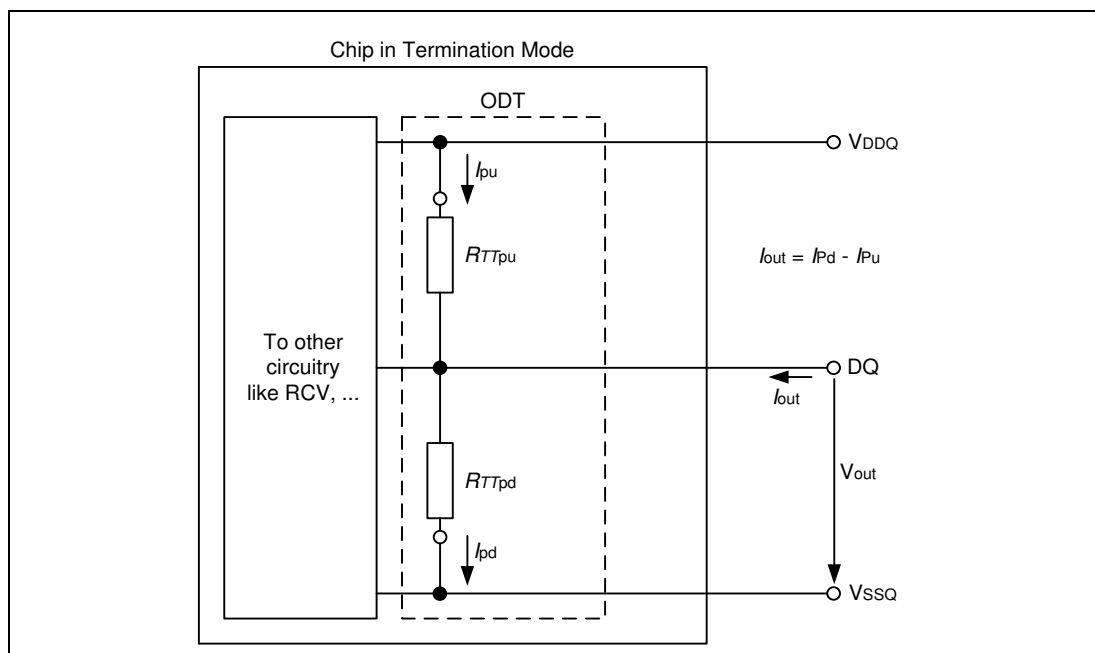 Chip in Termination Mode
ODT
VDDQ
Ipu
RTTpu
Iout = IPd - IPu
To other
circuitry
like RCV, ...
DQ
Iout
RTTpd
Vout
Ipd
VSSQ